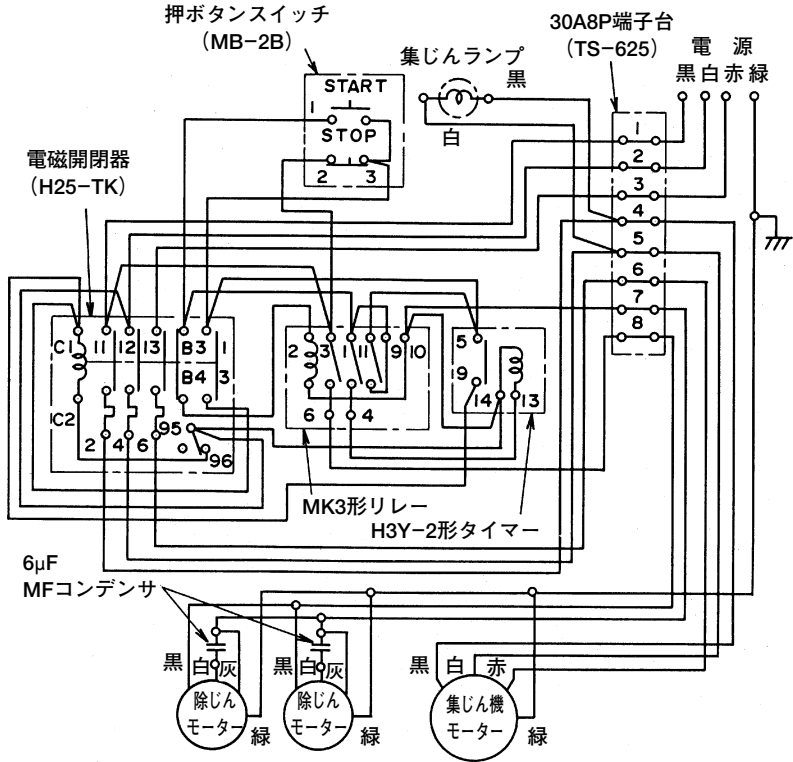 押ボタンスイッチ
(MB-2B)
START
1
STOP
2 3
集じんランプ
黒
白
30A8P端子台
(TS-625)
電 源
黒 白 赤 緑
1
2
3
4
5
6
7
8
電磁開閉器
(H25-TK)
C1 11 12 13 B3 1
B4 3
C2
2 4 6 95
96
2 3 1 11 9 10
6 4
5
9
14 13
MK3形リレー
H3Y-2形タイマー
6μF
MFコンデンサ
黒 白 灰
除じん
モーター
緑
黒 白 灰
除じん
モーター
緑
黒 白 赤
集じん機
モーター
緑